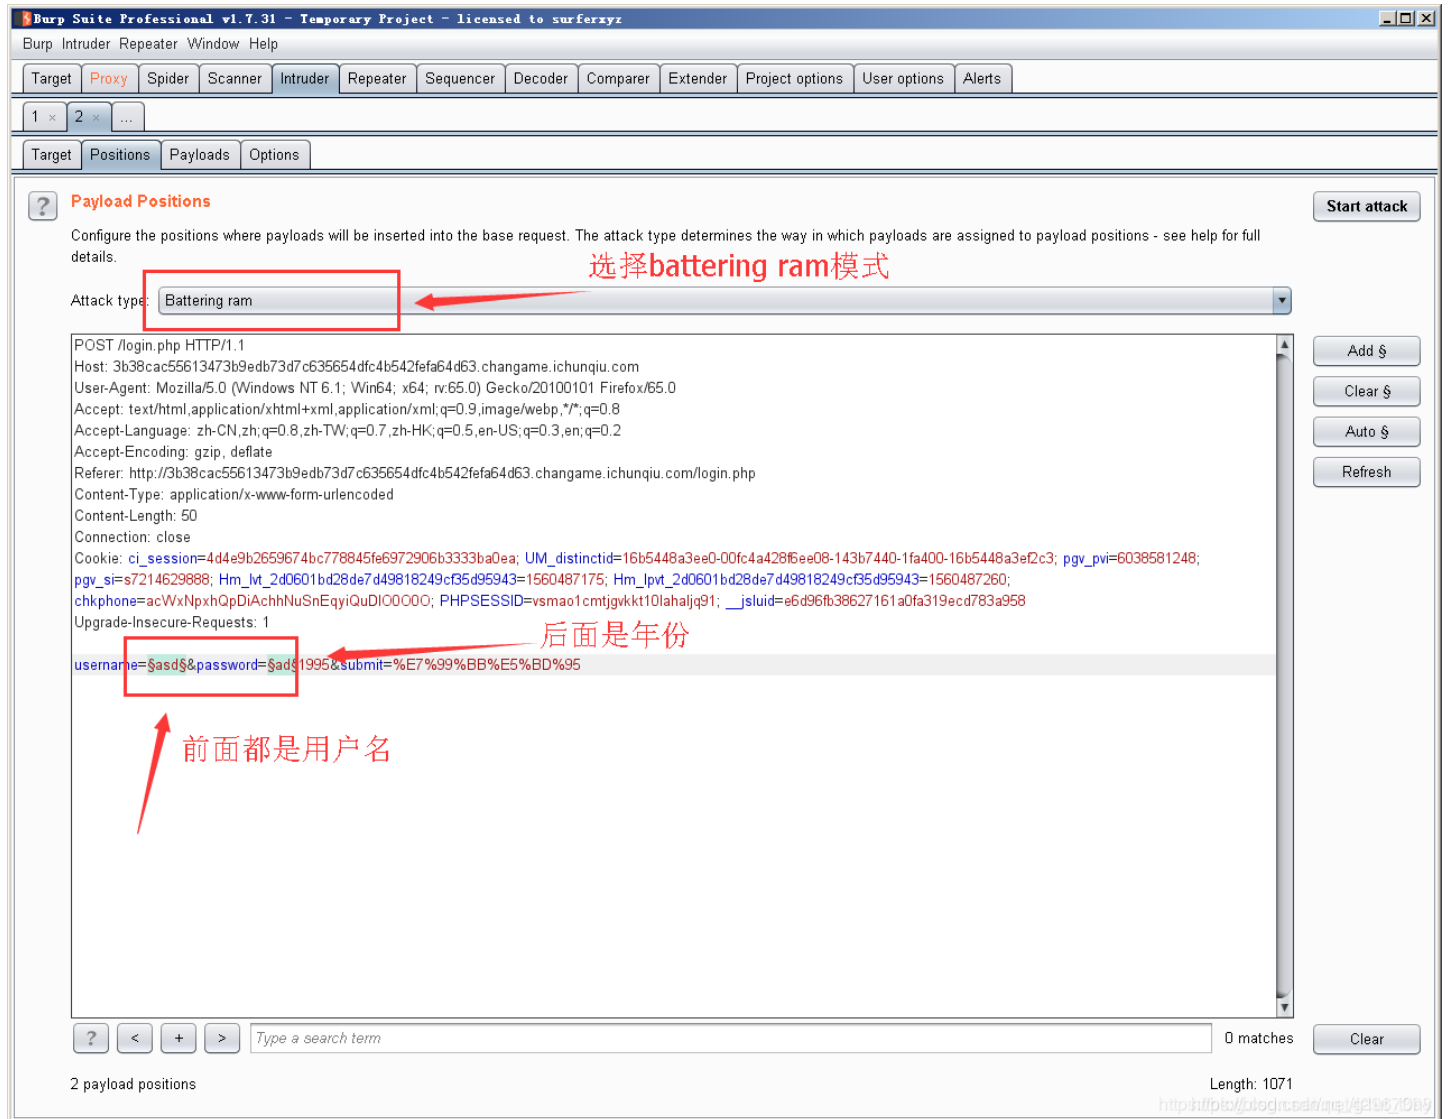 Burp Suite Professional v1.7.31 - Temporary Project - licensed to surferxyz
Burp Intruder Repeater Window Help
Target Proxy Spider Scanner Intruder Repeater Sequencer Decoder Comparer Extender Project options User options Alerts
1 × 2 × ...
Target Positions Payloads Options
? Payload Positions Start attack
Configure the positions where payloads will be inserted into the base request. The attack type determines the way in which payloads are assigned to payload positions - see help for full
details.
选择battering ram模式
Attack type: Battering ram
POST /login.php HTTP/1.1
Add §
Host: 3b38cac55613473b9edb73d7c635654dfc4b542fefa64d63.changame.ichunqiu.com
User-Agent: Mozilla/5.0 (Windows NT 6.1; Win64; x64; rv:65.0) Gecko/20100101 Firefox/65.0
Clear §
Accept: text/html,application/xhtml+xml,application/xml;q=0.9,image/webp,*/*;q=0.8
Accept-Language: zh-CN,zh;q=0.8,zh-TW;q=0.7,zh-HK;q=0.5,en-US;q=0.3,en;q=0.2
Auto §
Accept-Encoding: gzip, deflate
Referer: http://3b38cac55613473b9edb73d7c635654dfc4b542fefa64d63.changame.ichunqiu.com/login.php
Refresh
Content-Type: application/x-www-form-urlencoded
Content-Length: 50
Connection: close
Cookie: ci_session=4d4e9b2659674bc778845fe6972906b3333ba0ea; UM_distinctid=16b5448a3ee0-00fc4a428f6ee08-143b7440-1fa400-16b5448a3ef2c3; pgv_pvi=6038581248;
pgv_si=s7214629888; Hm_lvt_2d0601bd28de7d49818249cf35d95943=1560487175; Hm_lpvt_2d0601bd28de7d49818249cf35d95943=1560487260;
chkphone=acWxNpxhQpDiAchhNuSnEqyiQuDIO0O0O; PHPSESSID=vsmao1cmtjgvkkt10lahaljq91; __jsluid=e6d96fb38627161a0fa319ecd783a958
Upgrade-Insecure-Requests: 1
后面是年份
username=§asd§&password=§ad§1995&submit=%E7%99%BB%E5%BD%95
前面都是用户名
? < + > Type a search term 0 matches Clear
2 payload positions Length: 1071